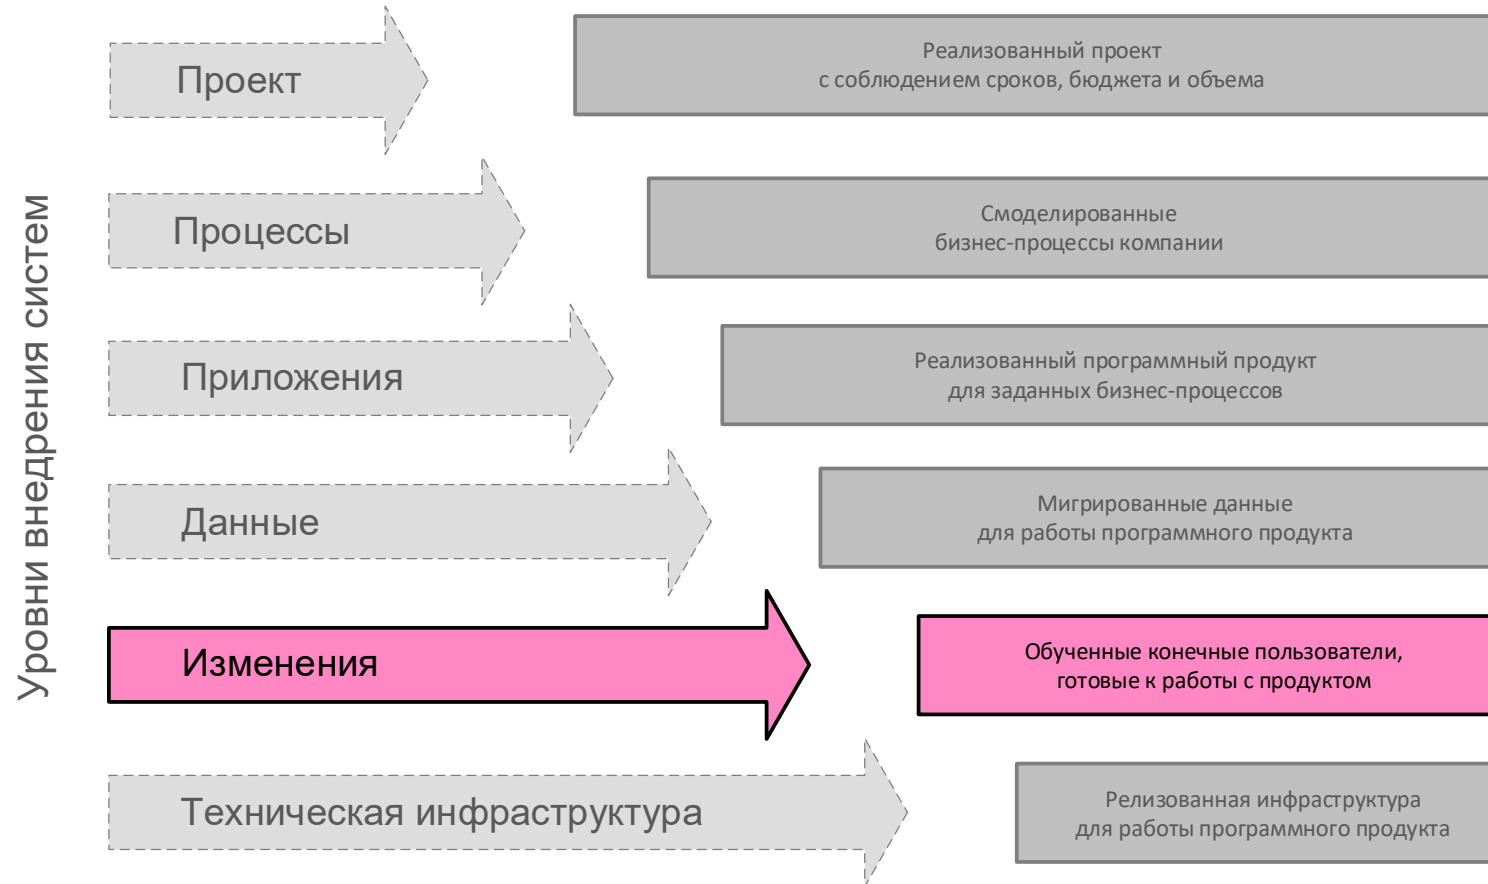 Уровни внедрения систем
Проект
Реализованный проект
с соблюдением сроков, бюджета и объема
Процессы
Смоделированные
бизнес-процессы компании
Приложения
Реализованный программный продукт
для заданных бизнес-процессов
Данные
Мигрированные данные
для работы программного продукта
Изменения
Обученные конечные пользователи,
готовые к работы с продуктом
Техническая инфраструктура
Релизованная инфраструктура
для работы программного продукта